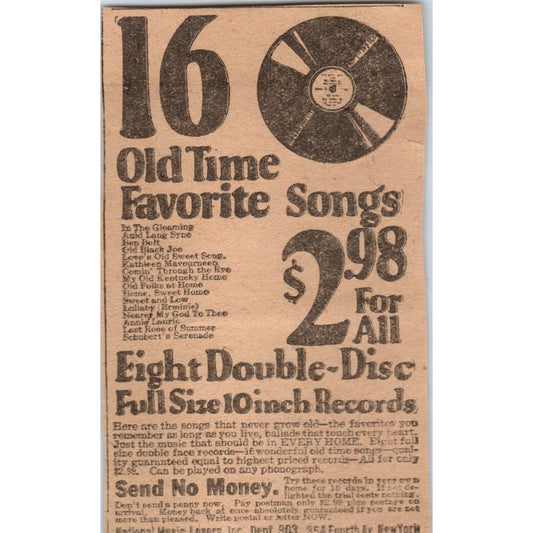 16
Old Time
Favorite Songs
In The Gloaming
Auld Lang Syne
Ben Bolt
Old Black Joe
Love's Old Sweet Song.
Kathleen Mavourneen
Comin' Through the Rye
My Old Kentucky Home
Old Folks at Home
Home, Sweet Home
Sweet and Low
Lullaby (Erminie)
Nearer My God To Thee
Annie Laurie
Last Rose of Summer
Schubert's Serenade
$2.98
For
All
Eight Double-Disc
Full Size 10 inch Records
Here are the songs that never grow old—the favorites you
remember as long as you live, ballads that touch every heart.
Just the music that should be in EVERY HOME. Eight full
size double face records—16 wonderful old time songs—qual-
ity guaranteed equal to highest priced records—All for only
$2.98. Can be played on any phonograph.
Send No Money. Try these records in your own
home for 10 days. If not de-
lighted the trial costs nothing.
Don't send a penny now. Pay postman only $2.98 plus postage on
arrival. Money back at once absolutely guaranteed if you are not
more than pleased. Write postal or letter NOW.
National Music Lovers, Inc. Dept 903 354 Fourth Av New York